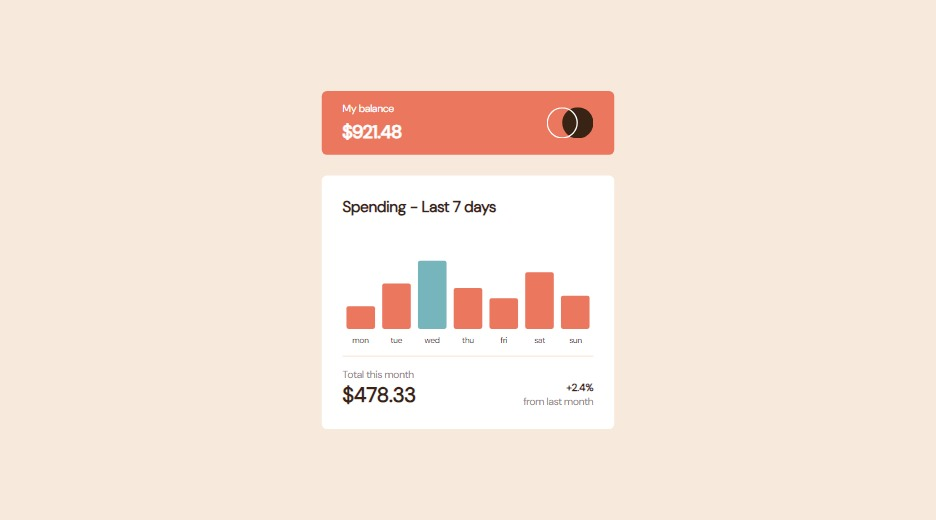 My balance
$921.48
Spending - Last 7 days
mon tue wed thu fri sat sun
Total this month
$478.33
+2.4%
from last month